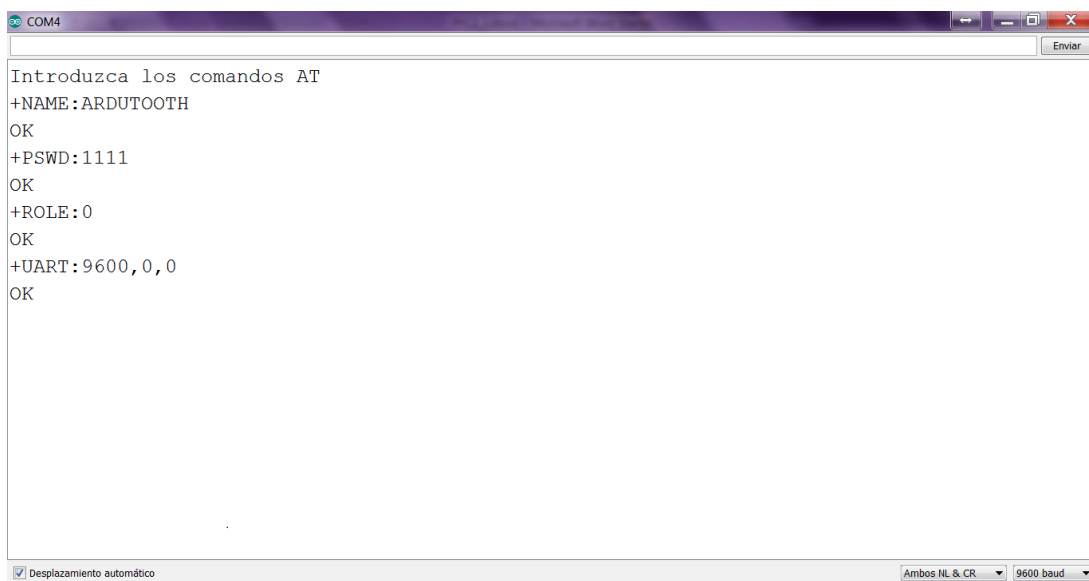 COM4
Enviar
Introduzca los comandos AT
+NAME:ARDUTOOTH
OK
+PSWD:1111
OK
+ROLE:0
OK
+UART:9600,0,0
OK
Desplazamiento automático
Ambos NL & CR
9600 baud